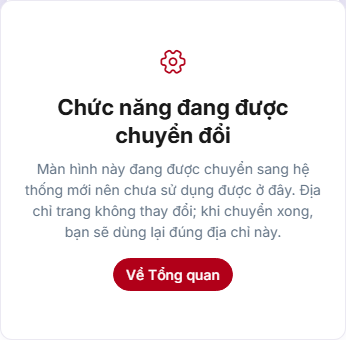 Chức năng đang được
chuyển đổi
Màn hình này đang được chuyển sang hệ
thống mới nên chưa sử dụng được ở đây. Địa
chỉ trang không thay đổi; khi chuyển xong,
bạn sẽ dùng lại đúng địa chỉ này.
Về Tổng quan